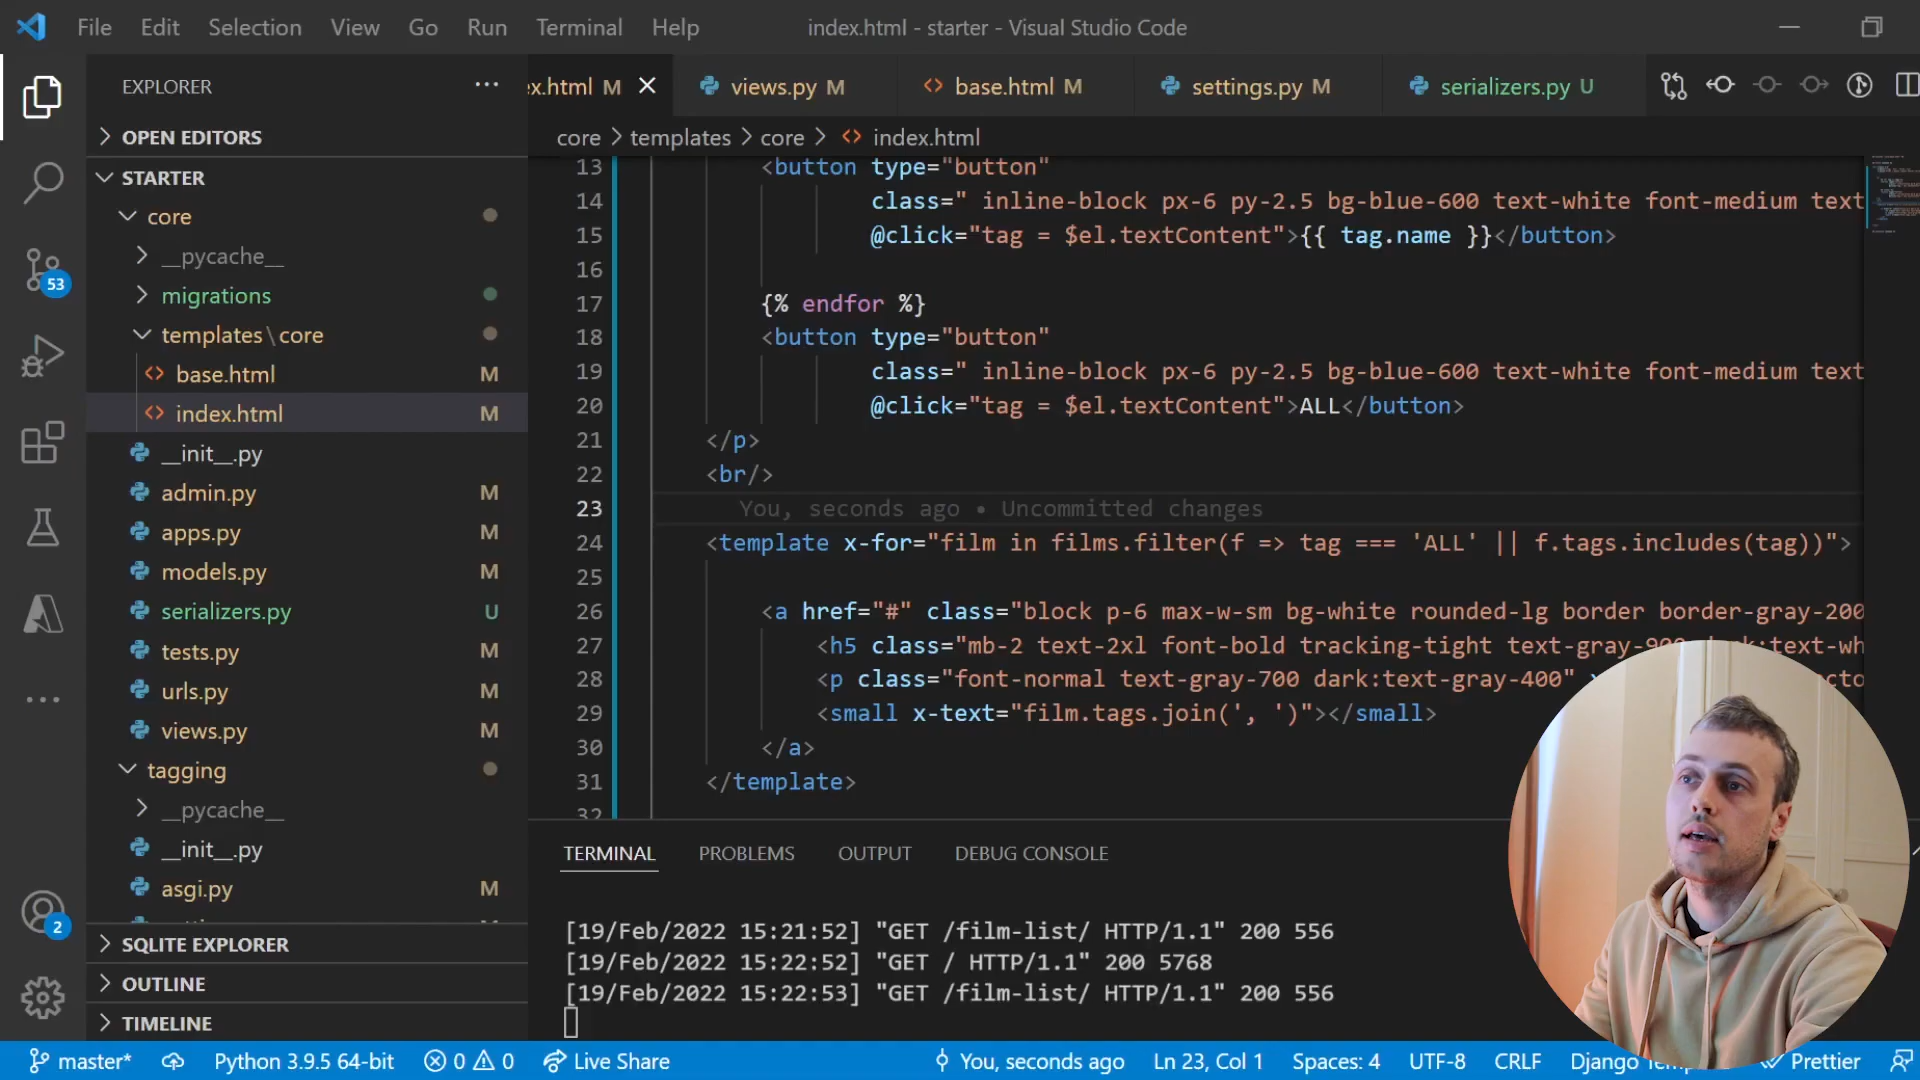 File Edit Selection View Go Run Terminal Help
index.html - starter - Visual Studio Code
EXPLORER
OPEN EDITORS
STARTER
core
__pycache__
migrations
templates\core
base.html M
index.html M
__init__.py
admin.py M
apps.py M
models.py M
serializers.py U
tests.py M
urls.py M
views.py M
tagging
__pycache__
__init__.py
asgi.py M
SQLITE EXPLORER
OUTLINE
TIMELINE
53
2
ex.html M
views.py M
base.html M
settings.py M
serializers.py U
core > templates > core > index.html
13 <button type="button"
14 class=" inline-block px-6 py-2.5 bg-blue-600 text-white font-medium text
15 @click="tag = $el.textContent">{{ tag.name }}</button>
16
17 {% endfor %}
18 <button type="button"
19 class=" inline-block px-6 py-2.5 bg-blue-600 text-white font-medium text
20 @click="tag = $el.textContent">ALL</button>
21 </p>
22 <br/>
23 You, seconds ago • Uncommitted changes
24 <template x-for="film in films.filter(f => tag === 'ALL' || f.tags.includes(tag))">
25
26 <a href="#" class="block p-6 max-w-sm bg-white rounded-lg border border-gray-200
27 <h5 class="mb-2 text-2xl font-bold tracking-tight text-gray-900 dark:text-wh
28 <p class="font-normal text-gray-700 dark:text-gray-400"
29 <small x-text="film.tags.join(', ')"></small>
30 </a>
31 </template>
32
TERMINAL PROBLEMS OUTPUT DEBUG CONSOLE
[19/Feb/2022 15:21:52] "GET /film-list/ HTTP/1.1" 200 556
[19/Feb/2022 15:22:52] "GET / HTTP/1.1" 200 5768
[19/Feb/2022 15:22:53] "GET /film-list/ HTTP/1.1" 200 556
master* Python 3.9.5 64-bit 0 0 Live Share You, seconds ago Ln 23, Col 1 Spaces: 4 UTF-8 CRLF Django Prettier